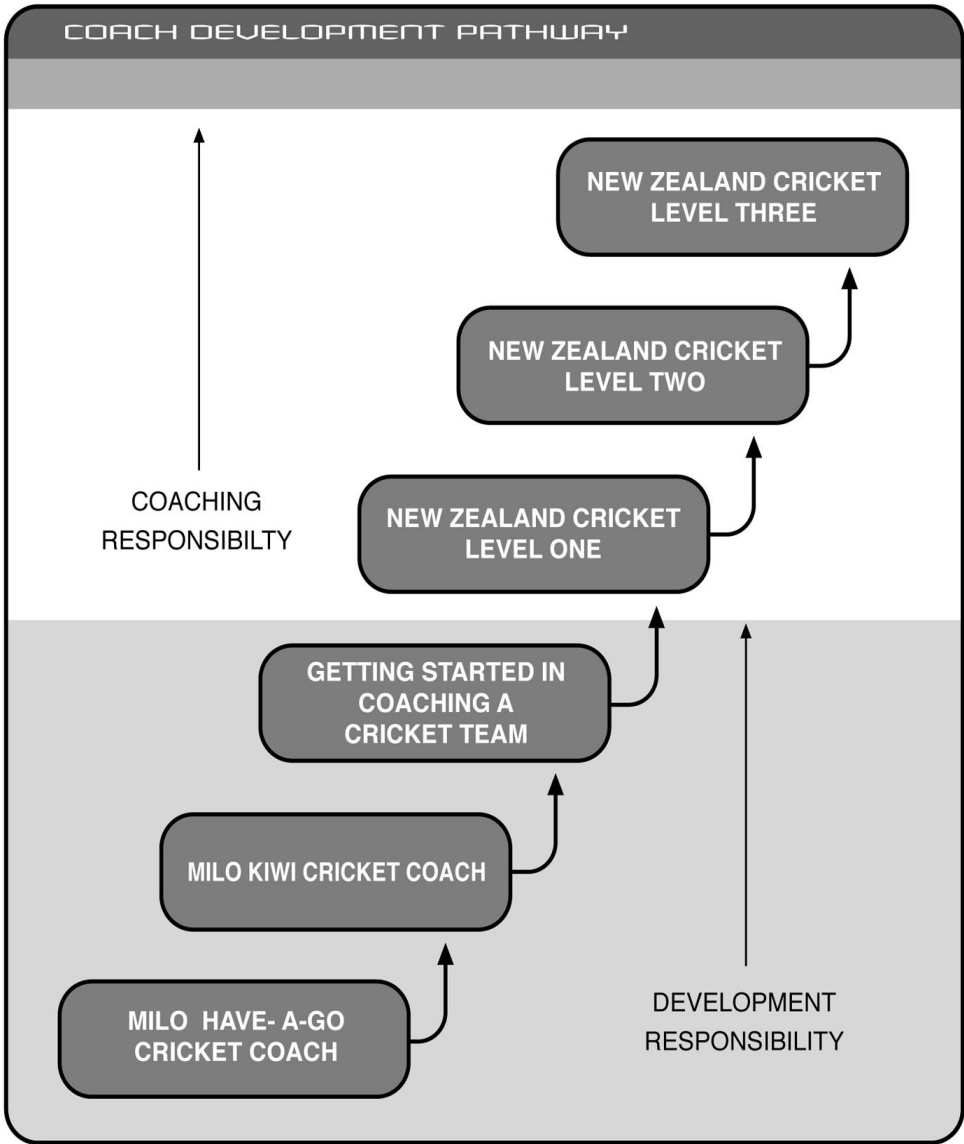 COACH DEVELOPMENT PATHWAY
NEW ZEALAND CRICKET
LEVEL THREE
NEW ZEALAND CRICKET
LEVEL TWO
COACHING
RESPONSIBILTY
NEW ZEALAND CRICKET
LEVEL ONE
GETTING STARTED IN
COACHING A
CRICKET TEAM
MILO KIWI CRICKET COACH
MILO HAVE- A-GO
CRICKET COACH
DEVELOPMENT
RESPONSIBILITY